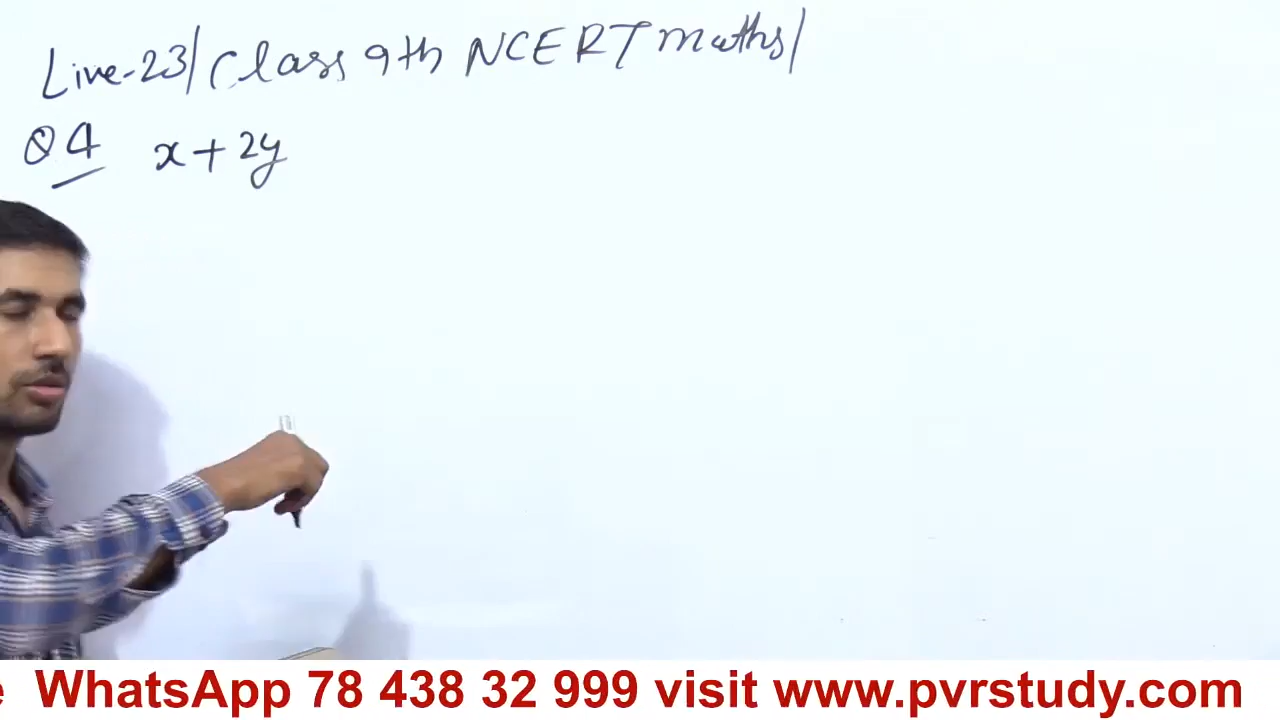 Live-23/Class 9th NCERT maths/
Q4 x + 2y
WhatsApp 78 438 32 999 visit www.pvrstudy.com